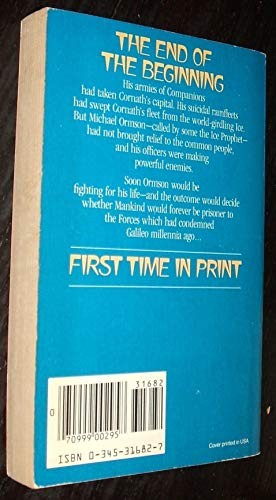 THE END OF
THE BEGINNING
His armies of Companions
had taken Cornath's capital. His suicidal ramfleets
had swept Cornath's fleet from the world-girdling Ice.
But Michael Ormson—called by some the Ice Prophet—
had not brought relief to the common people,
and his officers were making
powerful enemies.
Soon Ormson would be
fighting for his life—and the outcome would decide
whether Mankind would forever be prisoner to
the Forces which had condemned
Galileo millennia ago...
FIRST TIME IN PRINT
31682
0
70999 00295
ISBN 0-345-31682-7
Cover printed in USA